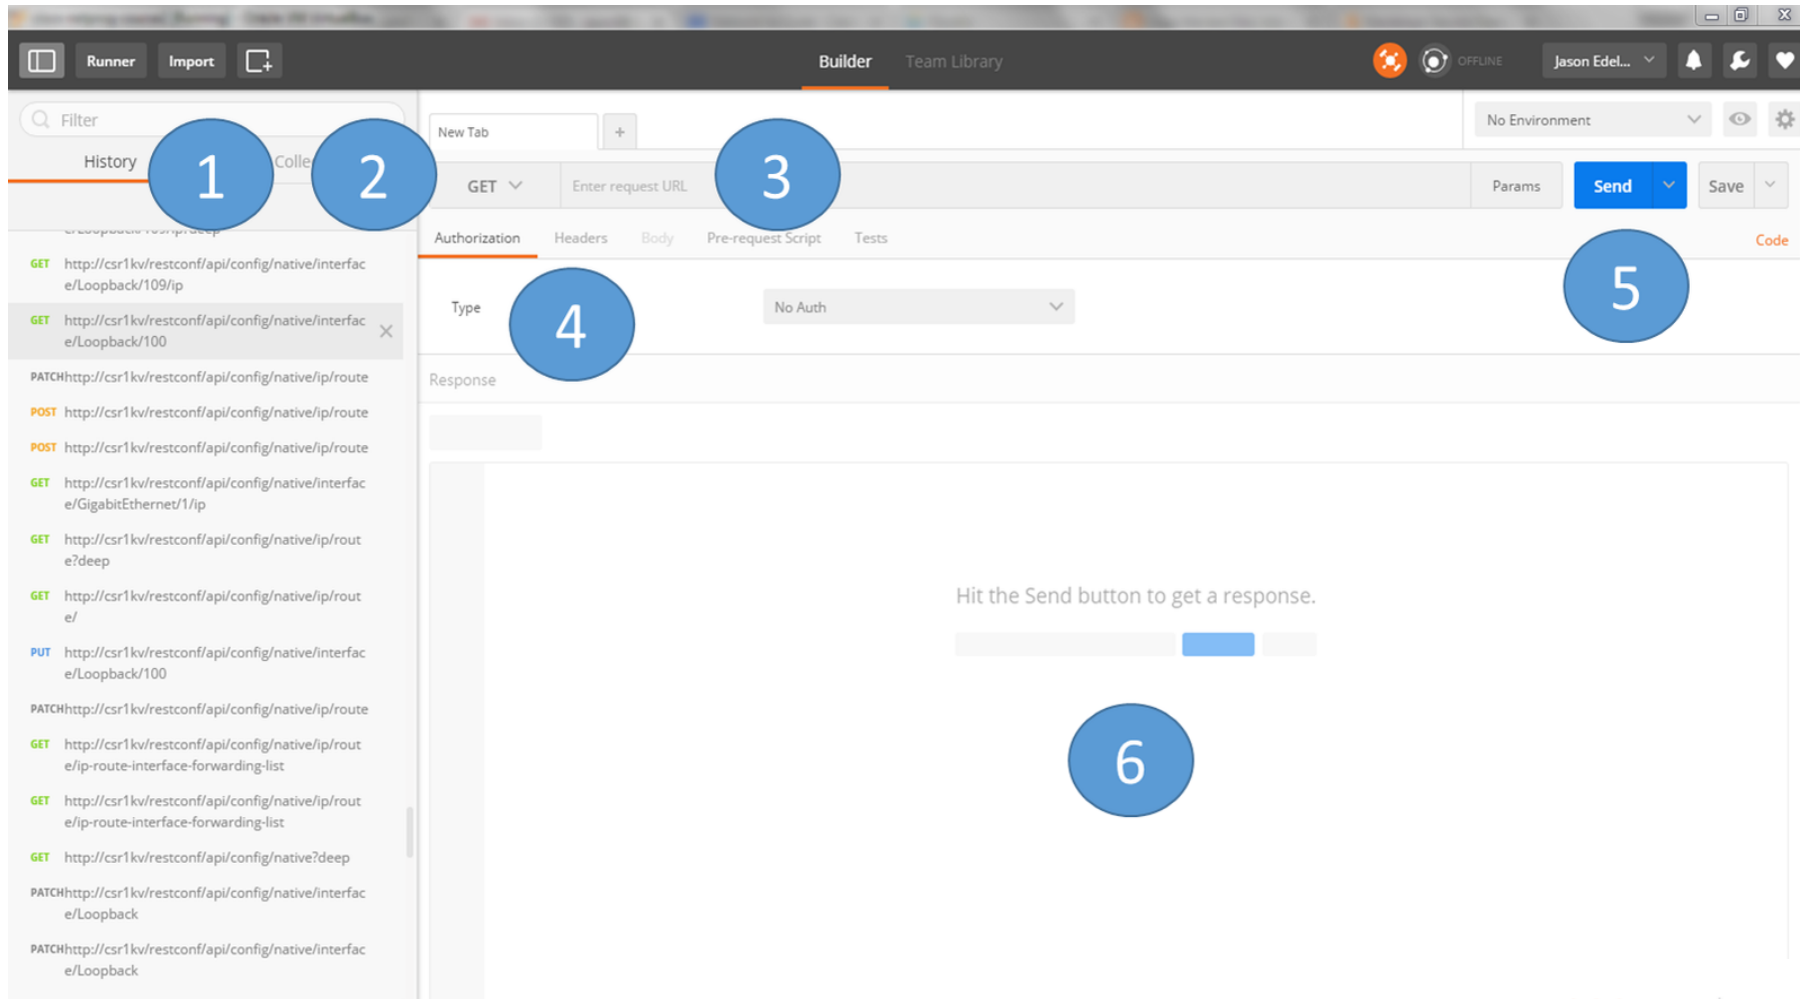 Runner
Import
Builder
Team Library
OFFLINE
Jason Edel...
Filter
History
Colle
1
2
New Tab
+
No Environment
GET
Enter request URL
3
Params
Send
Save
Authorization
Headers
Body
Pre-request Script
Tests
Code
Type
4
No Auth
5
Response
Hit the Send button to get a response.
6
GET http://csr1kv/restconf/api/config/native/interfac
e/Loopback/109/ip
GET http://csr1kv/restconf/api/config/native/interfac
e/Loopback/100
PATCH http://csr1kv/restconf/api/config/native/ip/route
POST http://csr1kv/restconf/api/config/native/ip/route
POST http://csr1kv/restconf/api/config/native/ip/route
GET http://csr1kv/restconf/api/config/native/interfac
e/GigabitEthernet/1/ip
GET http://csr1kv/restconf/api/config/native/ip/rout
e?deep
GET http://csr1kv/restconf/api/config/native/ip/rout
e/
PUT http://csr1kv/restconf/api/config/native/interfac
e/Loopback/100
PATCH http://csr1kv/restconf/api/config/native/ip/route
GET http://csr1kv/restconf/api/config/native/ip/rout
e/ip-route-interface-forwarding-list
GET http://csr1kv/restconf/api/config/native/ip/rout
e/ip-route-interface-forwarding-list
GET http://csr1kv/restconf/api/config/native?deep
PATCH http://csr1kv/restconf/api/config/native/interfac
e/Loopback
PATCH http://csr1kv/restconf/api/config/native/interfac
e/Loopback